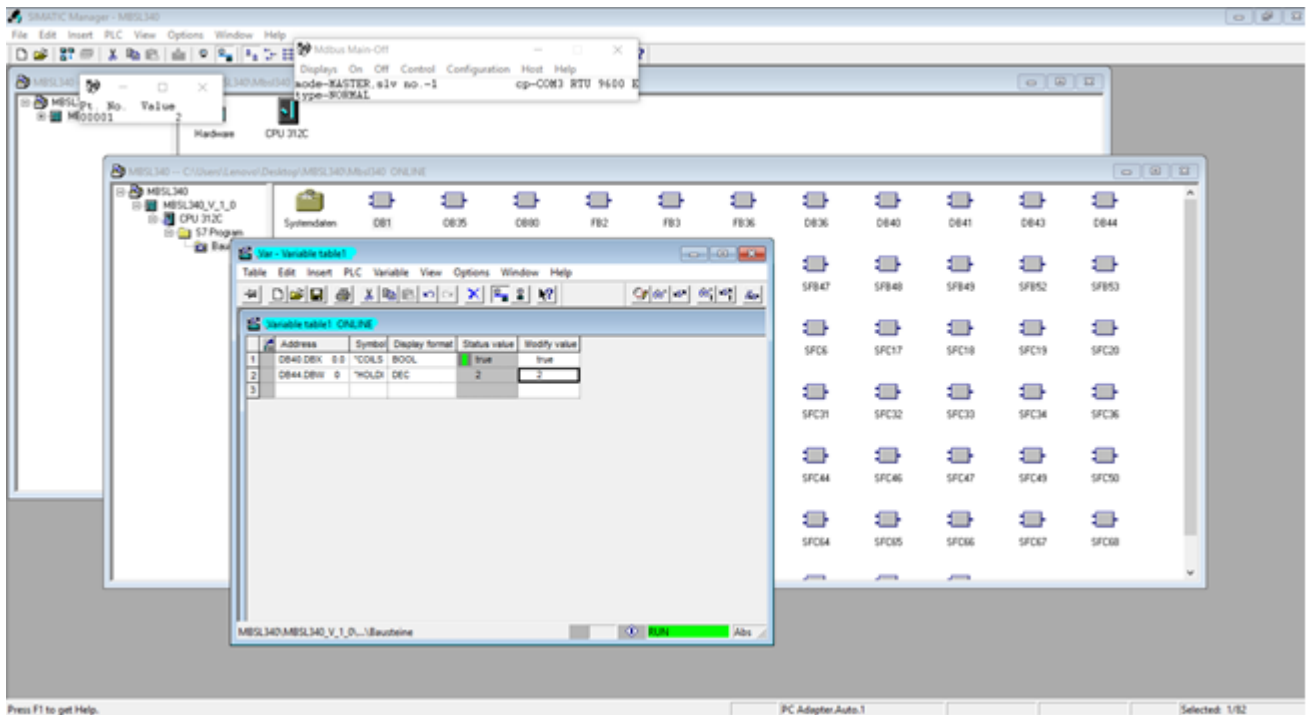 SIMATIC Manager - MBSL340
File Edit Insert PLC View Options Window Help
Mdbus Main-Off
Displays On Off Control Configuration Host Help
mode-MASTER.slv no.-1 cp-COM3 RTU 9600 E
type-NORMAL
MBSL340
Pt. No. Value
00001 2
Hardware CPU 312C
MBSL340 -- C:\Users\Lenovo\Desktop\MBSL340\Mbsl340 ONLINE
MBSL340
MBSL340_V_1_0
CPU 312C
S7 Program
Bau
Systemdaten OB1 OB35 OB80 FB2 FB3 FB36 DB36 DB40 DB41 DB43 DB44
SFB47 SFB48 SFB49 SFB52 SFB53
SFC6 SFC17 SFC18 SFC19 SFC20
SFC31 SFC32 SFC33 SFC34 SFC36
SFC44 SFC46 SFC47 SFC49 SFC50
SFC64 SFC65 SFC66 SFC67 SFC68
Var - Variable table1
Table Edit Insert PLC Variable View Options Window Help
Variable table1 ONLINE
Address Symbol Display format Status value Modify value
1 DB40.DBX 0.0 "COILS BOOL true true
2 DB44.DBW 0 "HOLDI DEC 2 2
3
MBSL340\MBSL340_V_1_0\...\Bausteine RUN Abs
Press F1 to get Help. PC Adapter.Auto.1 Selected: 1/82